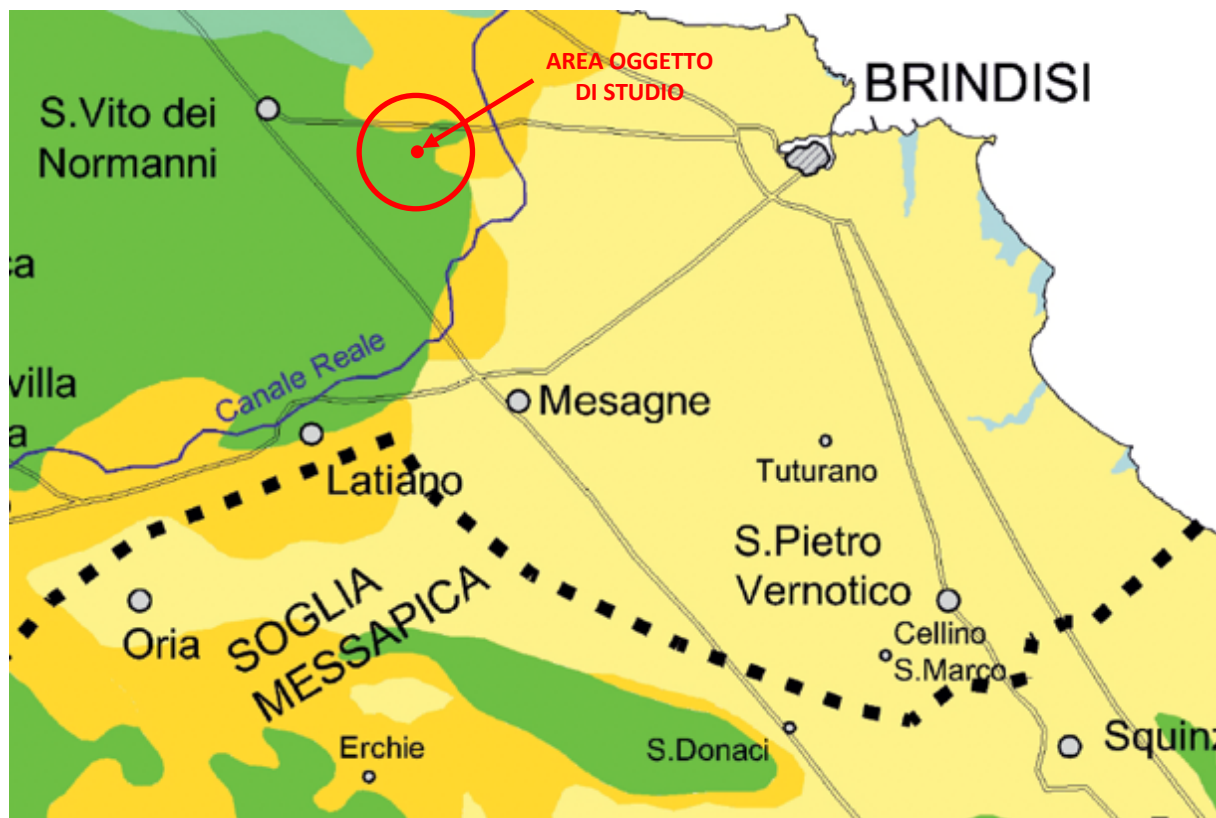 AREA OGGETTO
DI STUDIO
BRINDISI
S.Vito dei
Normanni
ca
villa
a
Canale Reale
Mesagne
Latiano
Tuturano
S.Pietro
Vernotico
Oria
SOGLIA
MESSAPICA
Cellino
S.Marco
Erchie
S.Donaci
Squinz